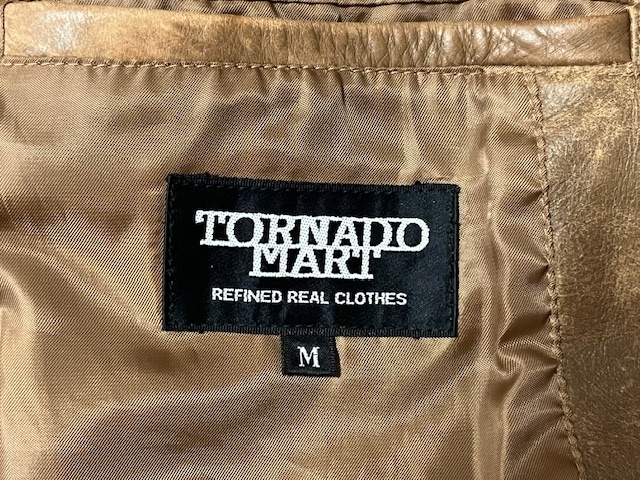 TORNADO
MART
REFINED REAL CLOTHES
M